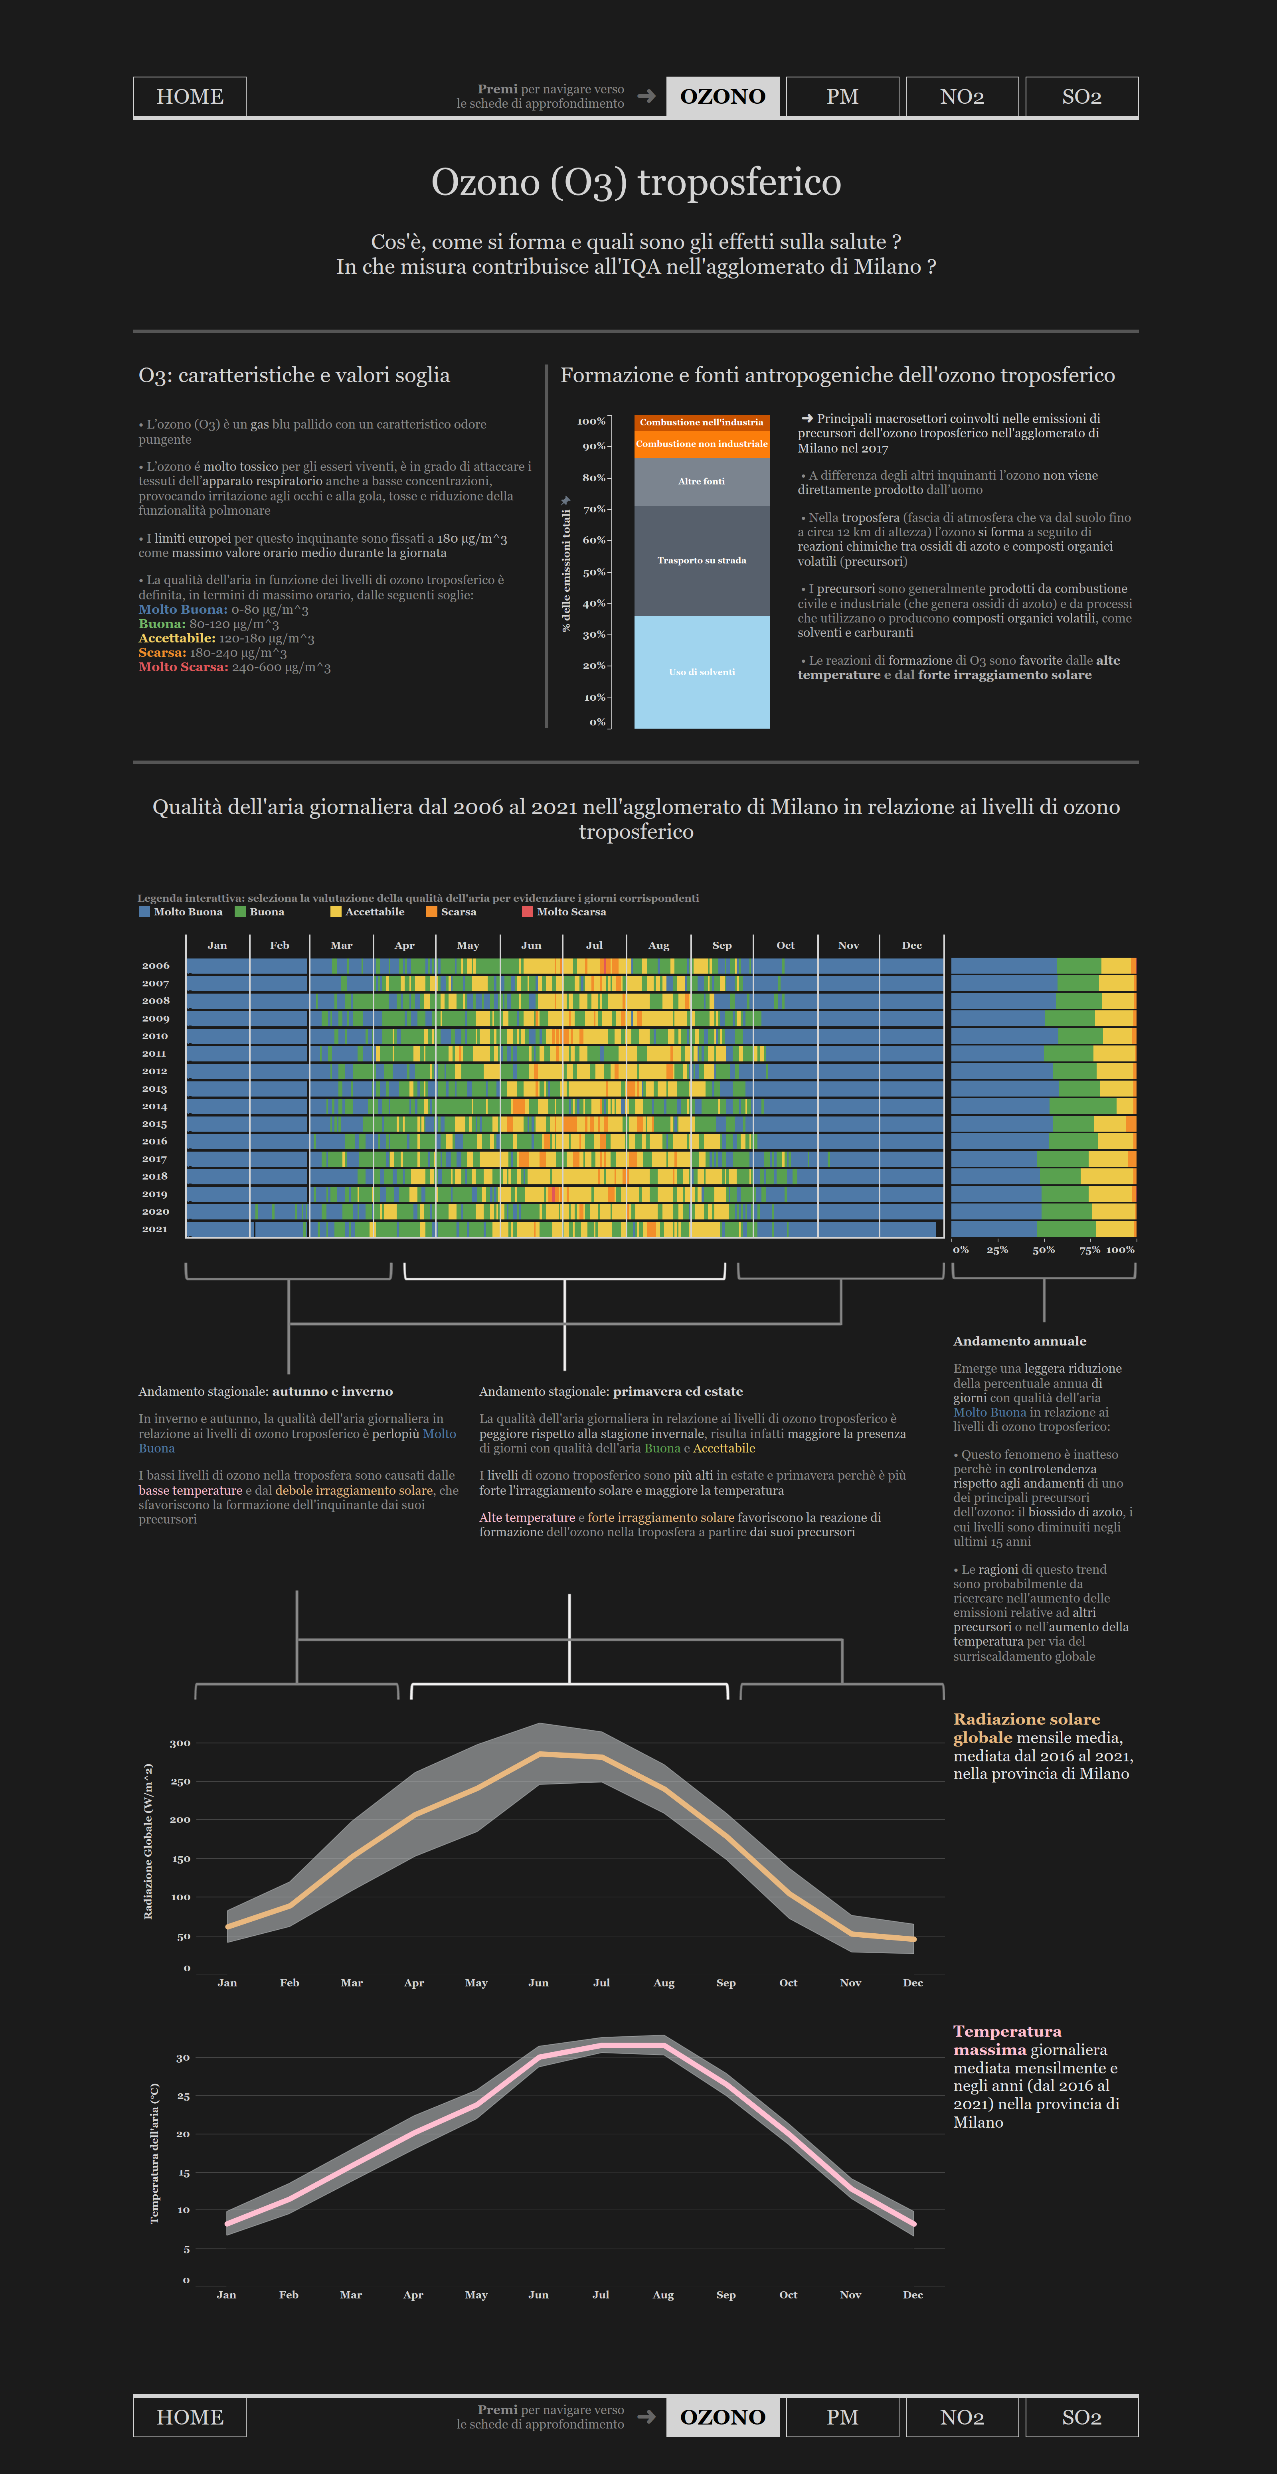 HOME
Premi per navigare verso
le schede di approfondimento
➜
OZONO
PM
NO2
SO2
Ozono (O3) troposferico
Cos'è, come si forma e quali sono gli effetti sulla salute ?
In che misura contribuisce all'IQA nell'agglomerato di Milano ?
O3: caratteristiche e valori soglia
• L'ozono (O3) è un gas blu pallido con un caratteristico odore
pungente
• L'ozono é molto tossico per gli esseri viventi, è in grado di attaccare i
tessuti dell'apparato respiratorio anche a basse concentrazioni,
provocando irritazione agli occhi e alla gola, tosse e riduzione della
funzionalità polmonare
• I limiti europei per questo inquinante sono fissati a 180 µg/m^3
come massimo valore orario medio durante la giornata
• La qualità dell'aria in funzione dei livelli di ozono troposferico è
definita, in termini di massimo orario, dalle seguenti soglie:
Molto Buona: 0-80 µg/m^3
Buona: 80-120 µg/m^3
Accettabile: 120-180 µg/m^3
Scarsa: 180-240 µg/m^3
Molto Scarsa: 240-600 µg/m^3
Formazione e fonti antropogeniche dell'ozono troposferico
% delle emissioni totali
100%
90%
80%
70%
60%
50%
40%
30%
20%
10%
0%
Combustione nell'industria
Combustione non industriale
Altre fonti
Trasporto su strada
Uso di solventi
➜ Principali macrosettori coinvolti nelle emissioni di
precursori dell'ozono troposferico nell'agglomerato di
Milano nel 2017
• A differenza degli altri inquinanti l'ozono non viene
direttamente prodotto dall'uomo
• Nella troposfera (fascia di atmosfera che va dal suolo fino
a circa 12 km di altezza) l'ozono si forma a seguito di
reazioni chimiche tra ossidi di azoto e composti organici
volatili (precursori)
• I precursori sono generalmente prodotti da combustione
civile e industriale (che genera ossidi di azoto) e da processi
che utilizzano o producono composti organici volatili, come
solventi e carburanti
• Le reazioni di formazione di O3 sono favorite dalle alte
temperature e dal forte irraggiamento solare
Qualità dell'aria giornaliera dal 2006 al 2021 nell'agglomerato di Milano in relazione ai livelli di ozono
troposferico
Legenda interattiva: seleziona la valutazione della qualità dell'aria per evidenziare i giorni corrispondenti
Molto Buona
Buona
Accettabile
Scarsa
Molto Scarsa
Jan Feb Mar Apr May Jun Jul Aug Sep Oct Nov Dec
2006
2007
2008
2009
2010
2011
2012
2013
2014
2015
2016
2017
2018
2019
2020
2021
0% 25% 50% 75% 100%
Andamento stagionale: autunno e inverno
In inverno e autunno, la qualità dell'aria giornaliera in
relazione ai livelli di ozono troposferico è perlopiù Molto
Buona
I bassi livelli di ozono nella troposfera sono causati dalle
basse temperature e dal debole irraggiamento solare, che
sfavoriscono la formazione dell'inquinante dai suoi
precursori
Andamento stagionale: primavera ed estate
La qualità dell'aria giornaliera in relazione ai livelli di ozono troposferico è
peggiore rispetto alla stagione invernale, risulta infatti maggiore la presenza
di giorni con qualità dell'aria Buona e Accettabile
I livelli di ozono troposferico sono più alti in estate e primavera perchè è più
forte l'irraggiamento solare e maggiore la temperatura
Alte temperature e forte irraggiamento solare favoriscono la reazione di
formazione dell'ozono nella troposfera a partire dai suoi precursori
Andamento annuale
Emerge una leggera riduzione
della percentuale annua di
giorni con qualità dell'aria
Molto Buona in relazione ai
livelli di ozono troposferico:
• Questo fenomeno è inatteso
perchè in controtendenza
rispetto agli andamenti di uno
dei principali precursori
dell'ozono: il biossido di azoto, i
cui livelli sono diminuiti negli
ultimi 15 anni
• Le ragioni di questo trend
sono probabilmente da
ricercare nell'aumento delle
emissioni relative ad altri
precursori o nell'aumento della
temperatura per via del
surriscaldamento globale
Radiazione Globale (W/m^2)
300
250
200
150
100
50
0
Jan Feb Mar Apr May Jun Jul Aug Sep Oct Nov Dec
Radiazione solare
globale mensile media,
mediata dal 2016 al 2021,
nella provincia di Milano
Temperatura dell'aria (°C)
30
25
20
15
10
5
0
Jan Feb Mar Apr May Jun Jul Aug Sep Oct Nov Dec
Temperatura
massima giornaliera
mediata mensilmente e
negli anni (dal 2016 al
2021) nella provincia di
Milano
HOME
Premi per navigare verso
le schede di approfondimento
➜
OZONO
PM
NO2
SO2